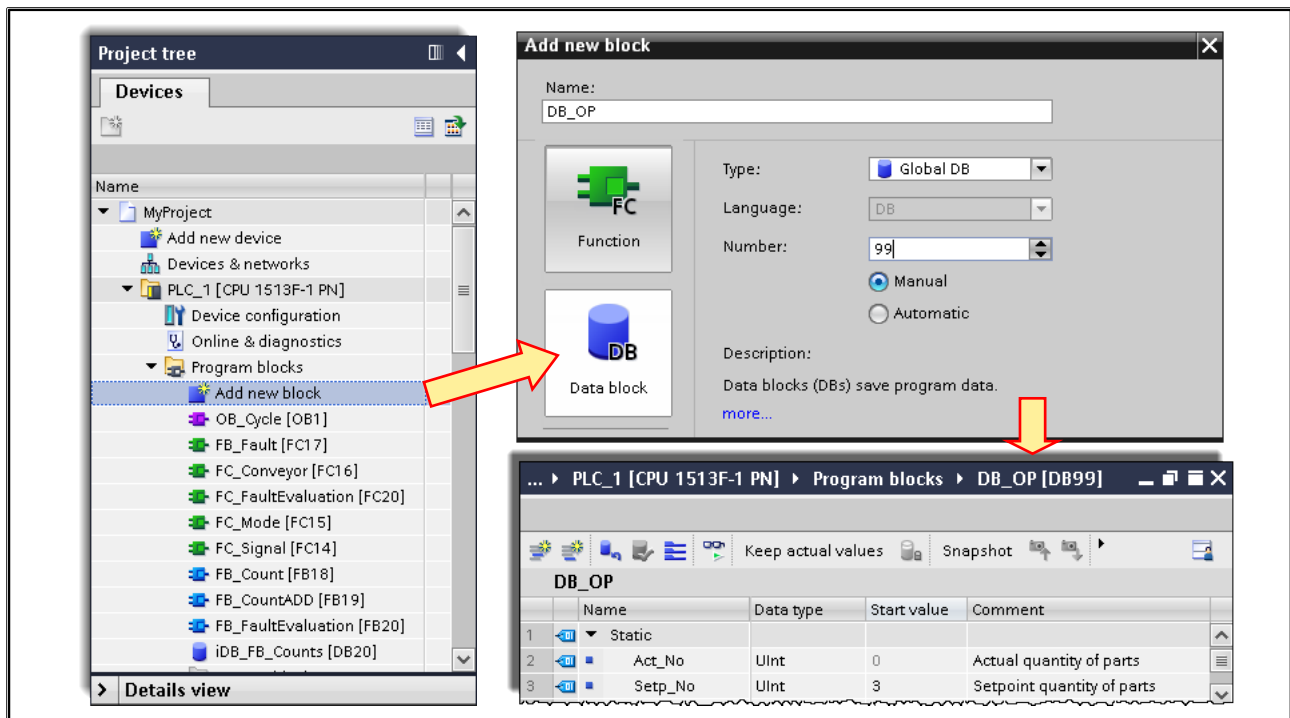 Project tree
Devices
Name
MyProject
Add new device
Devices & networks
PLC_1 [CPU 1513F-1 PN]
Device configuration
Online & diagnostics
Program blocks
Add new block
OB_Cycle [OB1]
FB_Fault [FC17]
FC_Conveyor [FC16]
FC_FaultEvaluation [FC20]
FC_Mode [FC15]
FC_Signal [FC14]
FB_Count [FB18]
FB_CountADD [FB19]
FB_FaultEvaluation [FB20]
iDB_FB_Counts [DB20]
Details view
Add new block
Name:
DB_OP
FC
Function
DB
Data block
Type: Global DB
Language: DB
Number: 99
Manual
Automatic
Description:
Data blocks (DBs) save program data.
more...
... PLC_1 [CPU 1513F-1 PN] Program blocks DB_OP [DB99]
Keep actual values Snapshot
DB_OP
Name Data type Start value Comment
1 Static
2 Act_No UInt 0 Actual quantity of parts
3 Setp_No UInt 3 Setpoint quantity of parts